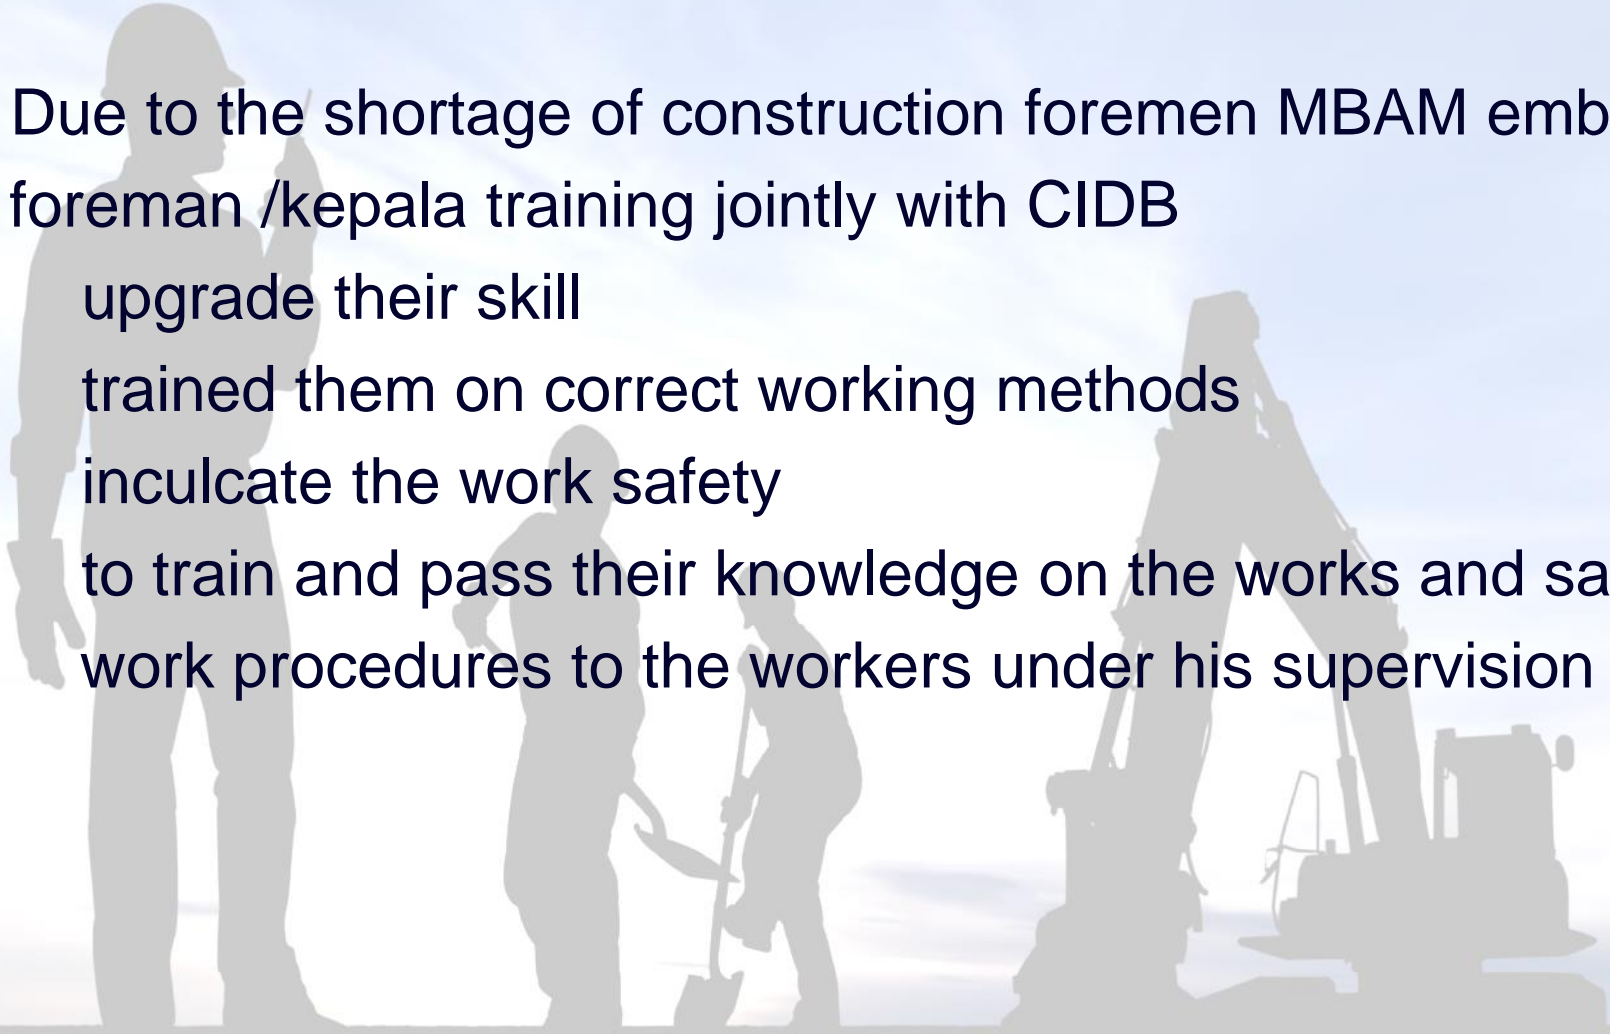 Due to the shortage of construction foremen MBAM
foreman /kepala training jointly with CIDB
upgrade their skill
trained them on correct working methods
inculcate the work safety
to train and pass their knowledge on the works and
work procedures to the workers under his supervision